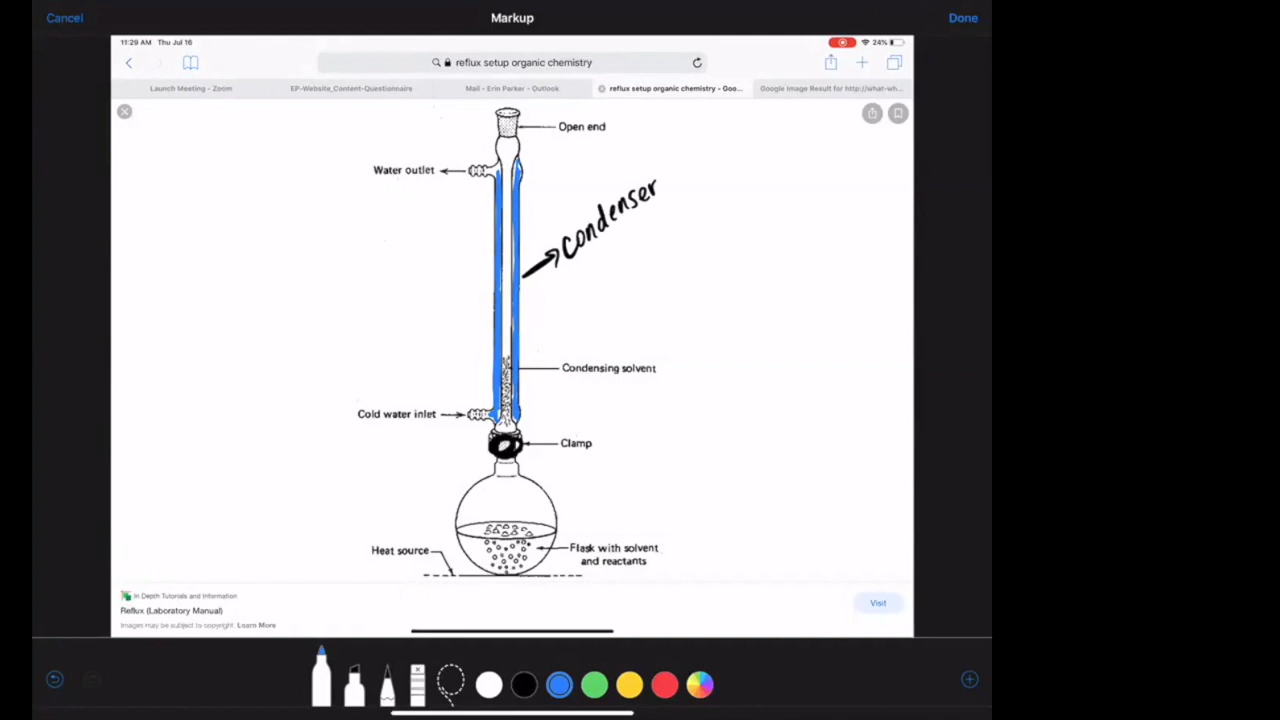 Cancel
Markup
Done
11:29 AM Thu Jul 16
24%
reflux setup organic chemistry
Launch Meeting - Zoom
EP-Website_Content-Questionnaire
Mail - Erin Parker - Outlook
reflux setup organic chemistry - Goo...
Google Image Result for http://what-wh...
Open end
Water outlet
Condenser
Condensing solvent
Cold water inlet
Clamp
Heat source
Flask with solvent
and reactants
In Depth Tutorials and Information
Reflux (Laboratory Manual)
Visit
Images may be subject to copyright. Learn More